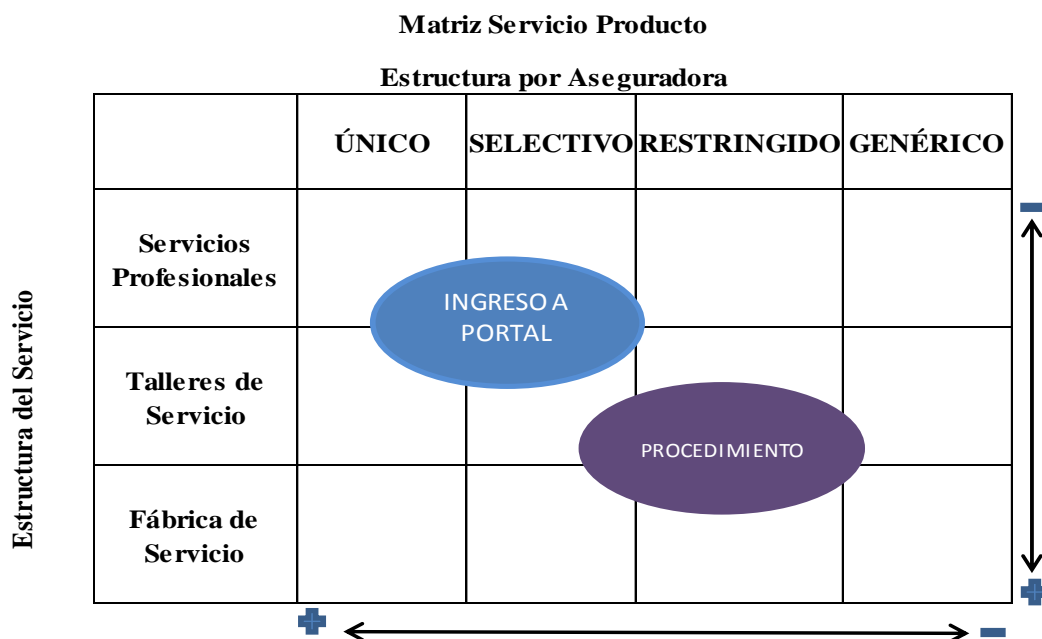 Matriz Servicio Producto
Estructura por Aseguradora
ÚNICO SELECTIVO RESTRINGIDO GENÉRICO
Servicios
Profesionales
INGRESO A
PORTAL
Estructura del Servicio
Talleres de
Servicio
PROCEDIMIENTO
Fábrica de
Servicio